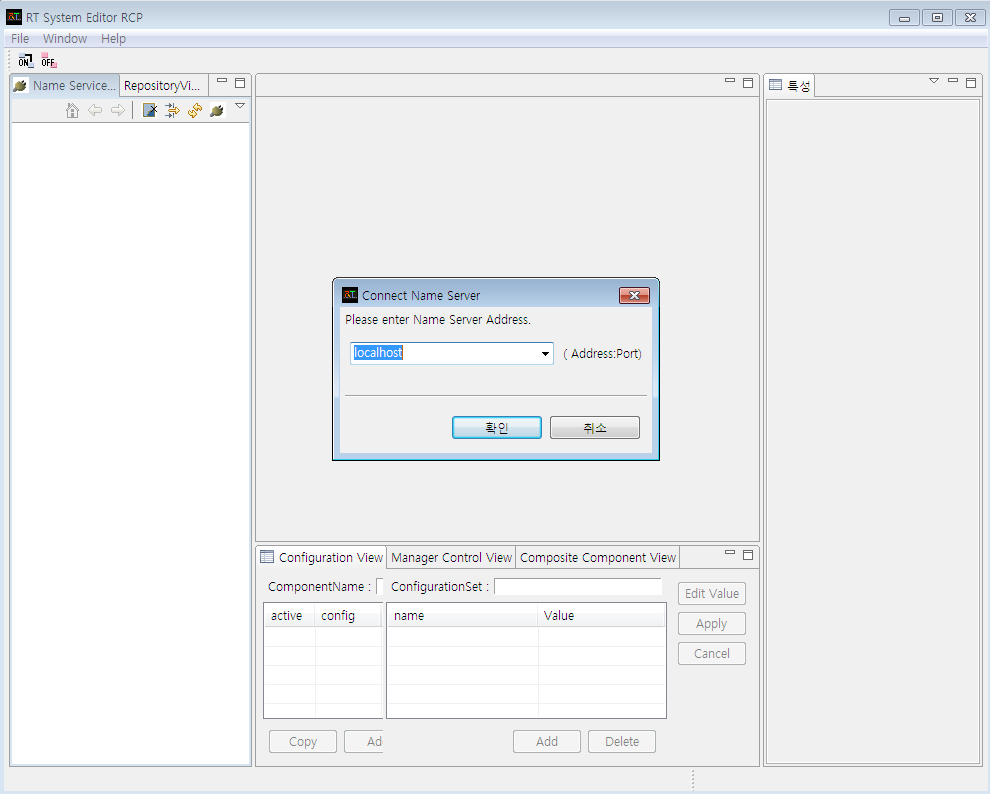 RT System Editor RCP
File Window Help
ON OFF
Name Service... RepositoryVi...
특성
RT Connect Name Server
Please enter Name Server Address.
localhost ( Address:Port)
확인 취소
Configuration View Manager Control View Composite Component View
ComponentName : ConfigurationSet :
active config name Value
Edit Value
Apply
Cancel
Copy Ad Add Delete